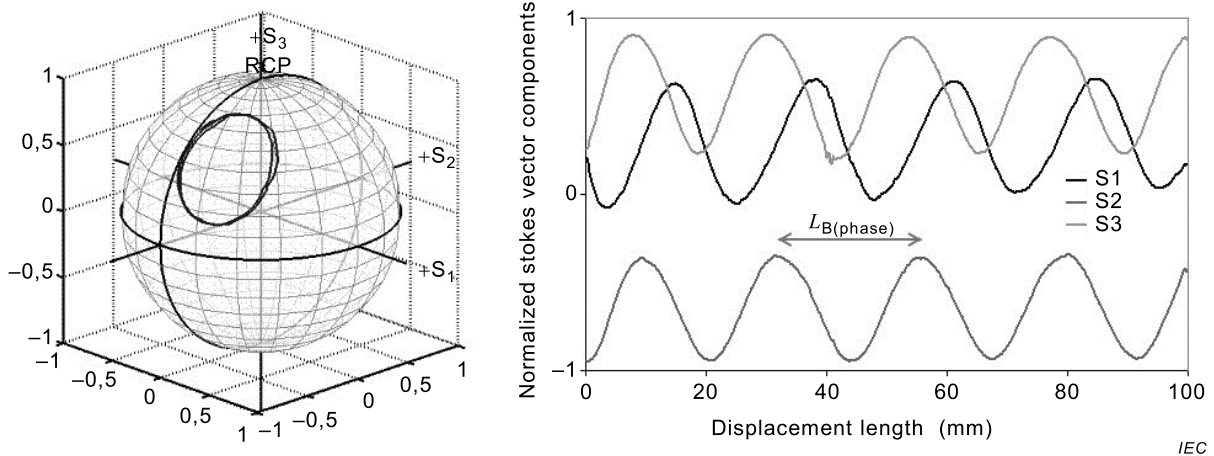 +S3
RCP
1
0,5
0
–0,5
–1
+S2
+S1
–1
–0,5
0
0,5
1
–1
–0,5
0
0,5
1
Normalized stokes vector components
1
0
–1
S1
S2
S3
LB(phase)
0
20
40
60
80
100
Displacement length (mm)
IEC